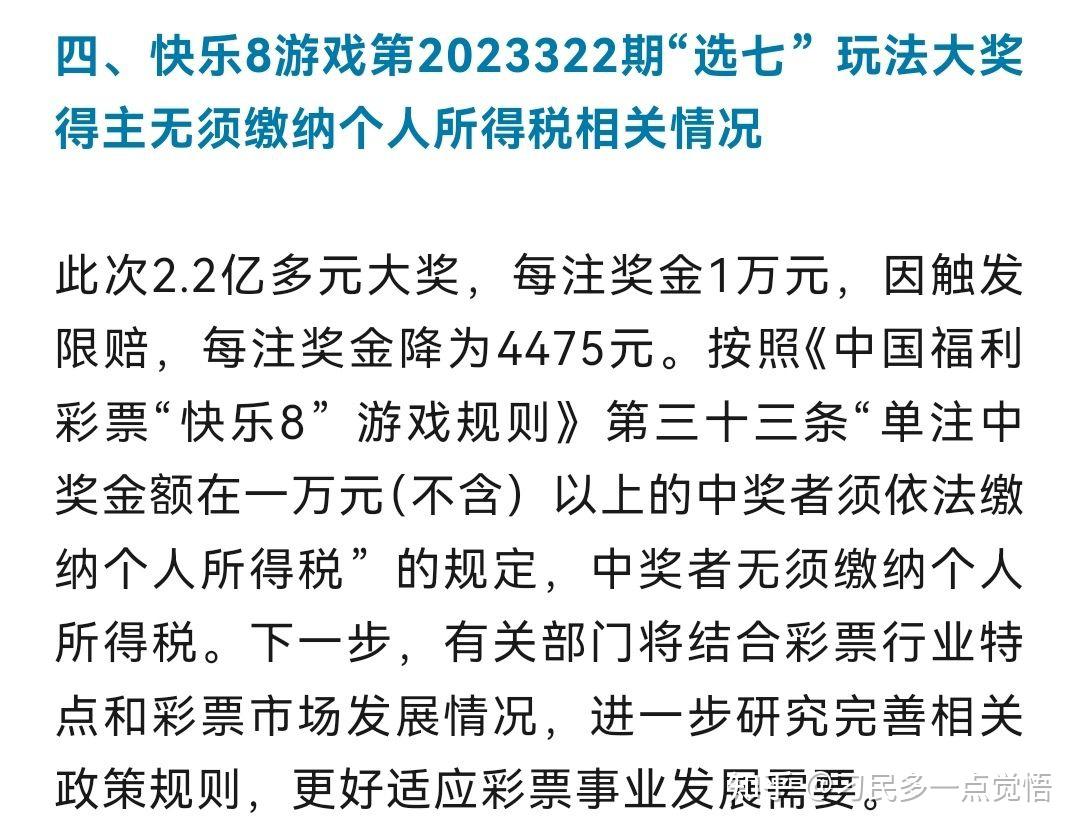 四、快乐8游戏第2023322期“选七”玩法大奖
得主无须缴纳个人所得税相关情况
此次2.2亿多元大奖，每注奖金1万元，因触发
限赔，每注奖金降为4475元。按照《中国福利
彩票“快乐8”游戏规则》第三十三条“单注中
奖金额在一万元（不含）以上的中奖者须依法缴
纳个人所得税”的规定，中奖者无须缴纳个人
所得税。下一步，有关部门将结合彩票行业特
点和彩票市场发展情况，进一步研究完善相关
政策规则，更好适应彩票事业发展需要。
知乎 @习民多一点觉悟